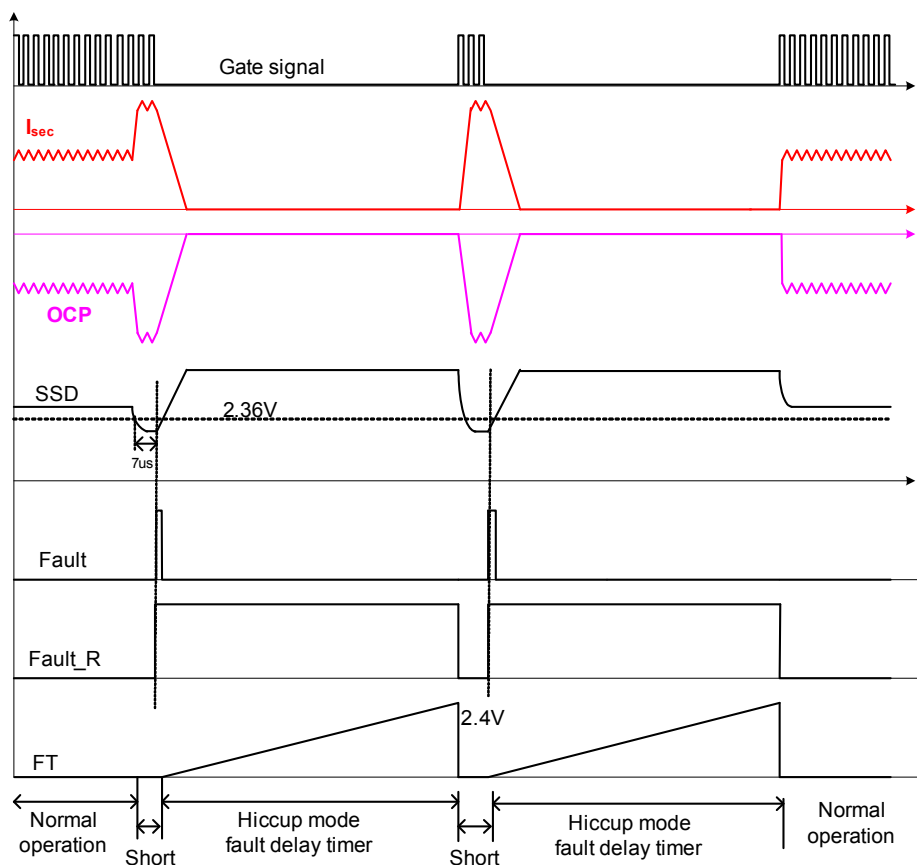 Gate signal
Isec
OCP
SSD
2.36V
7us
Fault
Fault_R
2.4V
FT
Normal
operation
Short
Hiccup mode
fault delay timer
Short
Hiccup mode
fault delay timer
Normal
operation